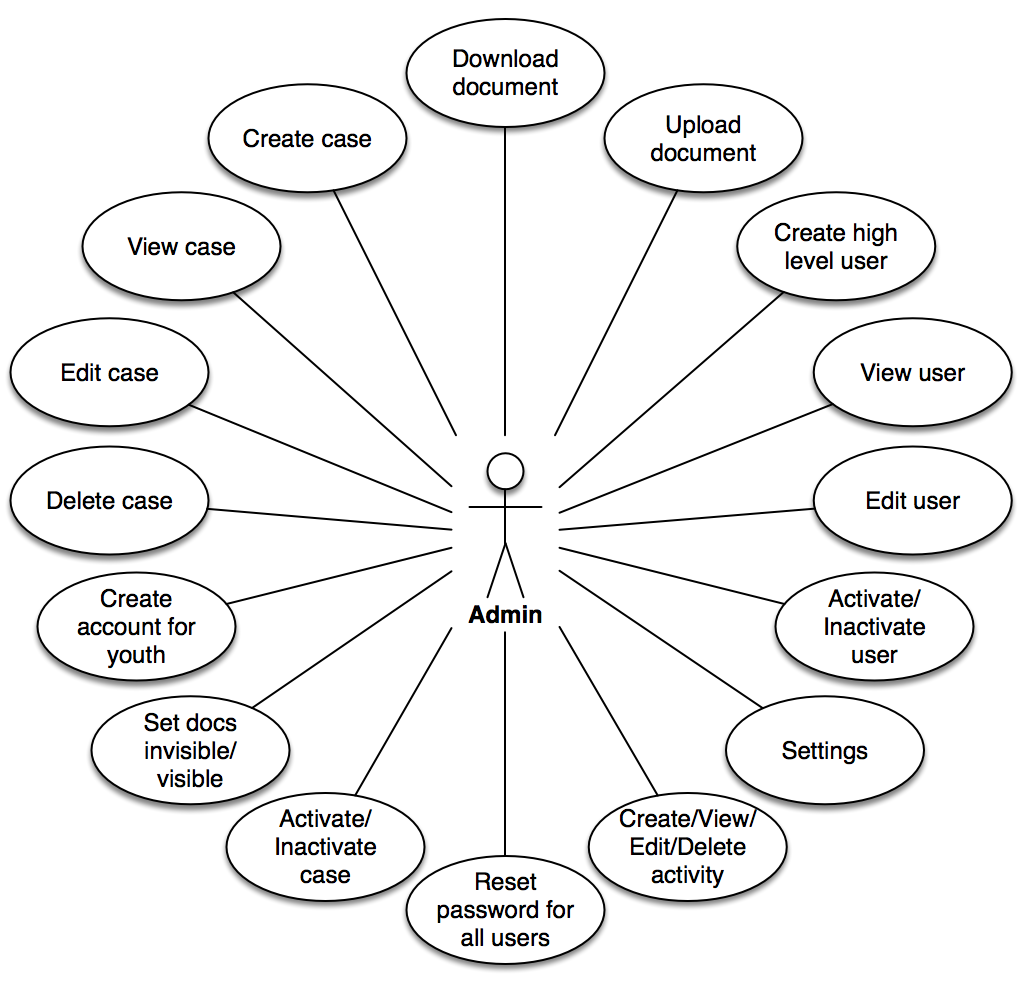 Download
document
Create case
Upload
document
View case
Create high
level user
Edit case
View user
Delete case
Edit user
Create
account for
youth
Admin
Activate/
Inactivate
user
Set docs
invisible/
visible
Settings
Activate/
Inactivate
case
Create/View/
Edit/Delete
activity
Reset
password for
all users